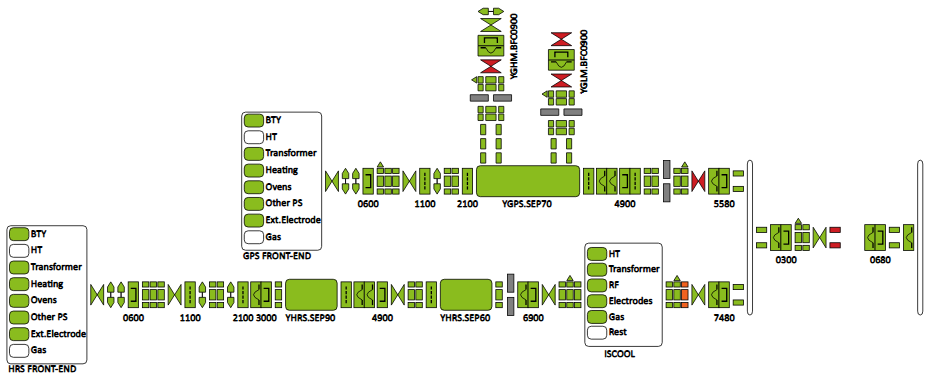 YGHM.BFC0900
YGLM.BFC0900
BTY
HT
Transformer
Heating
Ovens
Other PS
Ext.Electrode
Gas
GPS FRONT-END
0600
1100
2100
YGPS.SEP70
4900
5580
0300
0680
BTY
HT
Transformer
Heating
Ovens
Other PS
Ext.Electrode
Gas
HRS FRONT-END
0600
1100
2100 3000
YHRS.SEP90
4900
YHRS.SEP60
6900
HT
Transformer
RF
Electrodes
Gas
Rest
ISCOOL
7480